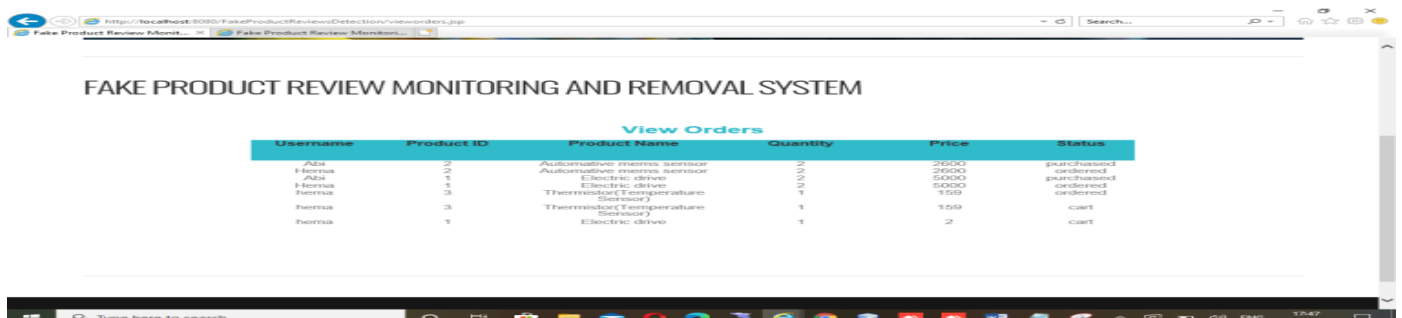 http://localhost:8080/FakeProductReviewsDetection/vieworders.jsp
Search...
Fake Product Review Monit...
Fake Product Review Monitori...
FAKE PRODUCT REVIEW MONITORING AND REMOVAL SYSTEM
View Orders
Username Product ID Product Name Quantity Price Status
Abi 2 Automative mems sensor 2 2600 purchased
Hema 2 Automative mems sensor 2 2600 ordered
Abi 1 Electric drive 2 5000 purchased
Hema 1 Electric drive 2 5000 ordered
hema 3 Thermistor(Temperature 1 159 ordered
Sensor)
hema 3 Thermistor(Temperature 1 159 cart
Sensor)
hema 1 Electric drive 1 2 cart
Type here to search
ENG
17:47